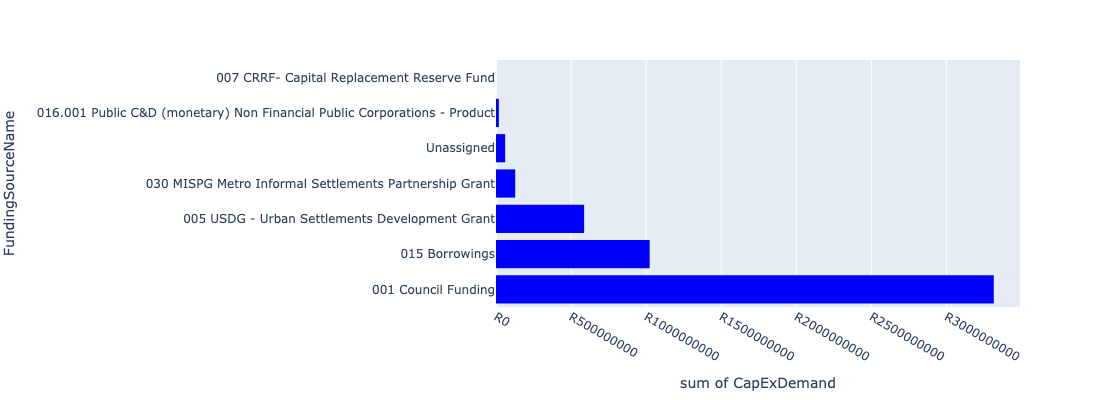 007 CRRF- Capital Replacement Reserve Fund
016.001 Public C&D (monetary) Non Financial Public Corporations - Product
Unassigned
030 MISPG Metro Informal Settlements Partnership Grant
005 USDG - Urban Settlements Development Grant
015 Borrowings
001 Council Funding
FundingSourceName
R0
R500000000
R1000000000
R1500000000
R2000000000
R2500000000
R3000000000
sum of CapExDemand